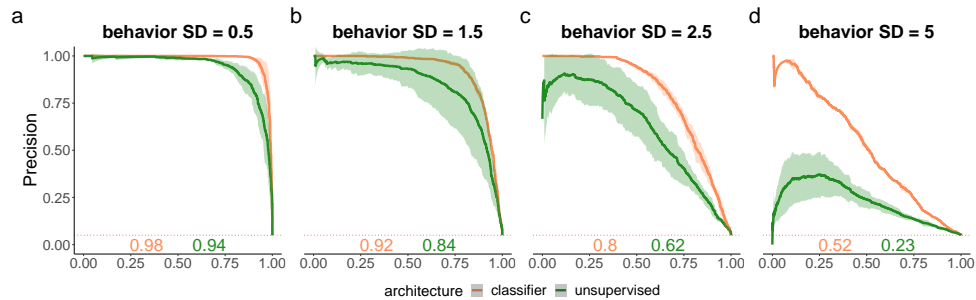 a b c d
behavior SD = 0.5 behavior SD = 1.5 behavior SD = 2.5 behavior SD = 5
Precision
1.00
0.75
0.50
0.25
0.00
0.98 0.94 0.92 0.84 0.8 0.62 0.52 0.23
0.00 0.25 0.50 0.75 1.00 0.00 0.25 0.50 0.75 1.00 0.00 0.25 0.50 0.75 1.00 0.00 0.25 0.50 0.75 1.00
architecture classifier unsupervised